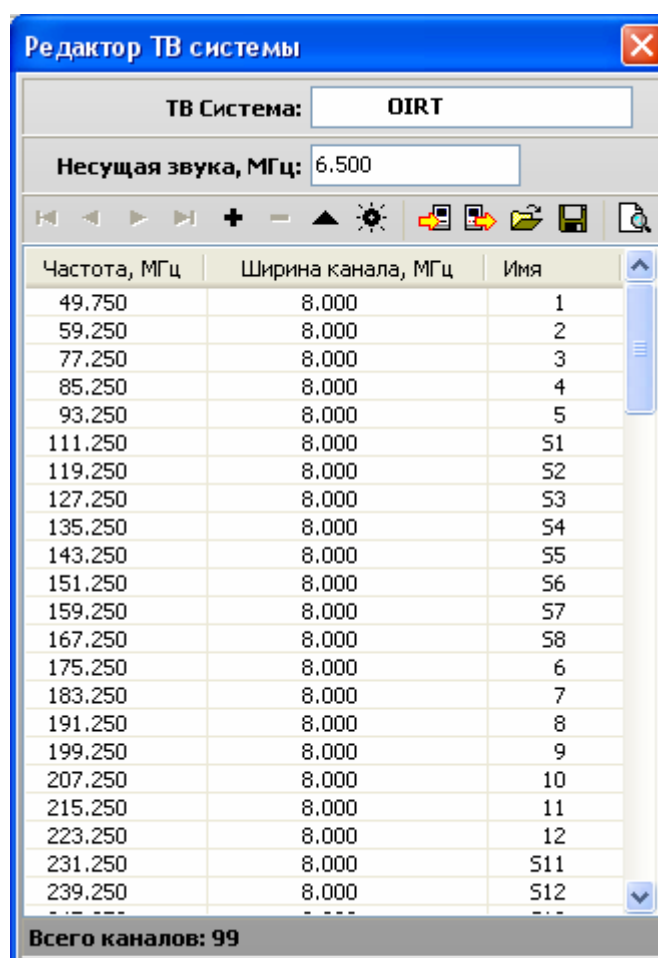 Редактор ТВ системы
ТВ Система: OIRT
Несущая звука, МГц: 6.500
Частота, МГц Ширина канала, МГц Имя
49.750 8.000 1
59.250 8.000 2
77.250 8.000 3
85.250 8.000 4
93.250 8.000 5
111.250 8.000 S1
119.250 8.000 S2
127.250 8.000 S3
135.250 8.000 S4
143.250 8.000 S5
151.250 8.000 S6
159.250 8.000 S7
167.250 8.000 S8
175.250 8.000 6
183.250 8.000 7
191.250 8.000 8
199.250 8.000 9
207.250 8.000 10
215.250 8.000 11
223.250 8.000 12
231.250 8.000 S11
239.250 8.000 S12
Всего каналов: 99